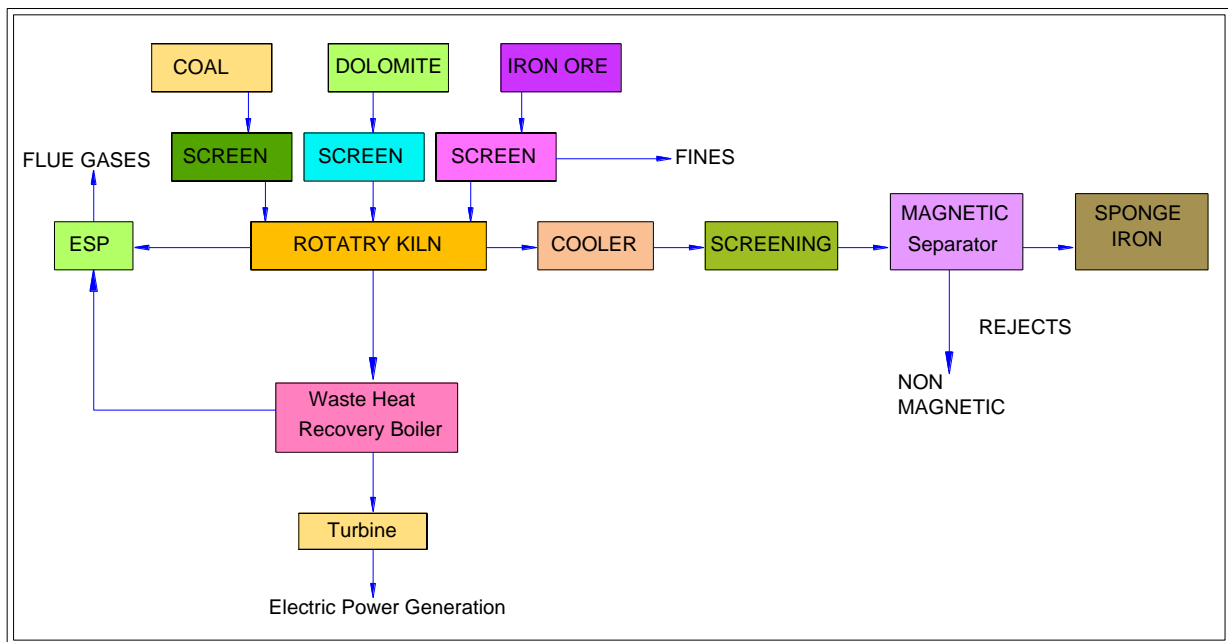 COAL
DOLOMITE
IRON ORE
SCREEN
SCREEN
SCREEN
FINES
FLUE GASES
ESP
ROTATRY KILN
COOLER
SCREENING
MAGNETIC
Separator
SPONGE
IRON
REJECTS
NON
MAGNETIC
Waste Heat
Recovery Boiler
Turbine
Electric Power Generation